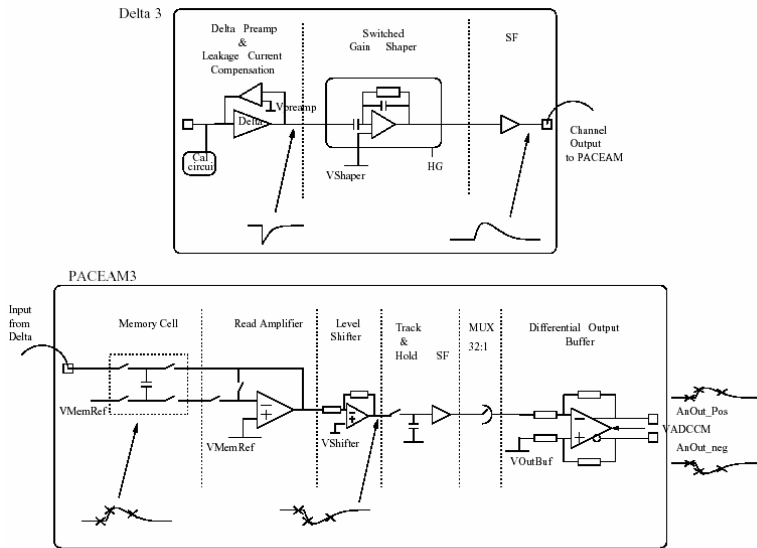 Delta 3
Delta Preamp
&
Leakage Current
Compensation
Switched
Gain Shaper
SF
Vpreamp
Delta
Cal
circuit
VShaper
HG
Channel
Output
to PACEAM
PACEAM3
Input
from
Delta
Memory Cell
Read Amplifier
Level
Shifter
Track
&
Hold
SF
MUX
32:1
Differential Output
Buffer
VMemRef
VMemRef
VShifter
VOutBuf
AnOut_Pos
VADCCM
AnOut_neg